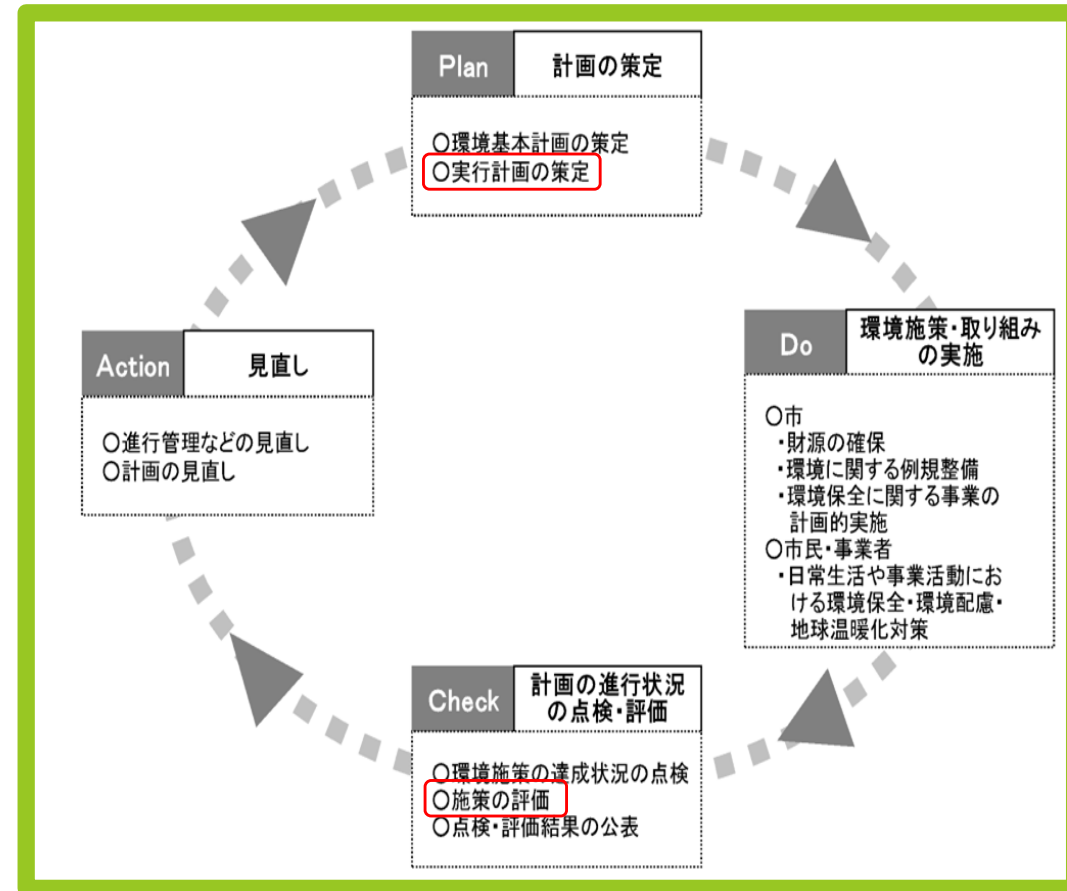 Plan 計画の策定
○環境基本計画の策定
○実行計画の策定
Do 環境施策・取り組み
の実施
○市
・財源の確保
・環境に関する例規整備
・環境保全に関する事業の
計画的実施
○市民・事業者
・日常生活や事業活動にお
ける環境保全・環境配慮・
地球温暖化対策
Check 計画の進行状況
の点検・評価
○環境施策の達成状況の点検
○施策の評価
○点検・評価結果の公表
Action 見直し
○進行管理などの見直し
○計画の見直し